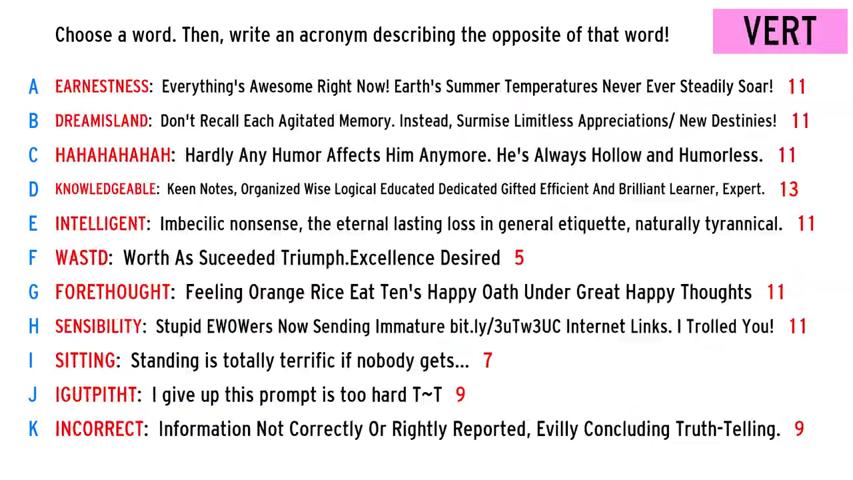 Choose a word. Then, write an acronym describing the opposite of that word!
VERT
A EARNESTNESS: Everything's Awesome Right Now! Earth's Summer Temperatures Never Ever Steadily Soar! 11
B DREAMISLAND: Don't Recall Each Agitated Memory. Instead, Surmise Limitless Appreciations/ New Destinies! 11
C HAHAHAHAHAH: Hardly Any Humor Affects Him Anymore. He's Always Hollow and Humorless. 11
D KNOWLEDGEABLE: Keen Notes, Organized Wise Logical Educated Dedicated Gifted Efficient And Brilliant Learner, Expert. 13
E INTELLIGENT: Imbecilic nonsense, the eternal lasting loss in general etiquette, naturally tyrannical. 11
F WASTD: Worth As Suceeded Triumph.Excellence Desired 5
G FORETHOUGHT: Feeling Orange Rice Eat Ten's Happy Oath Under Great Happy Thoughts 11
H SENSIBILITY: Stupid EWOWers Now Sending Immature bit.ly/3uTw3UC Internet Links. I Trolled You! 11
I SITTING: Standing is totally terrific if nobody gets... 7
J IGUTPITHT: I give up this prompt is too hard T~T 9
K INCORRECT: Information Not Correctly Or Rightly Reported, Evilly Concluding Truth-Telling. 9